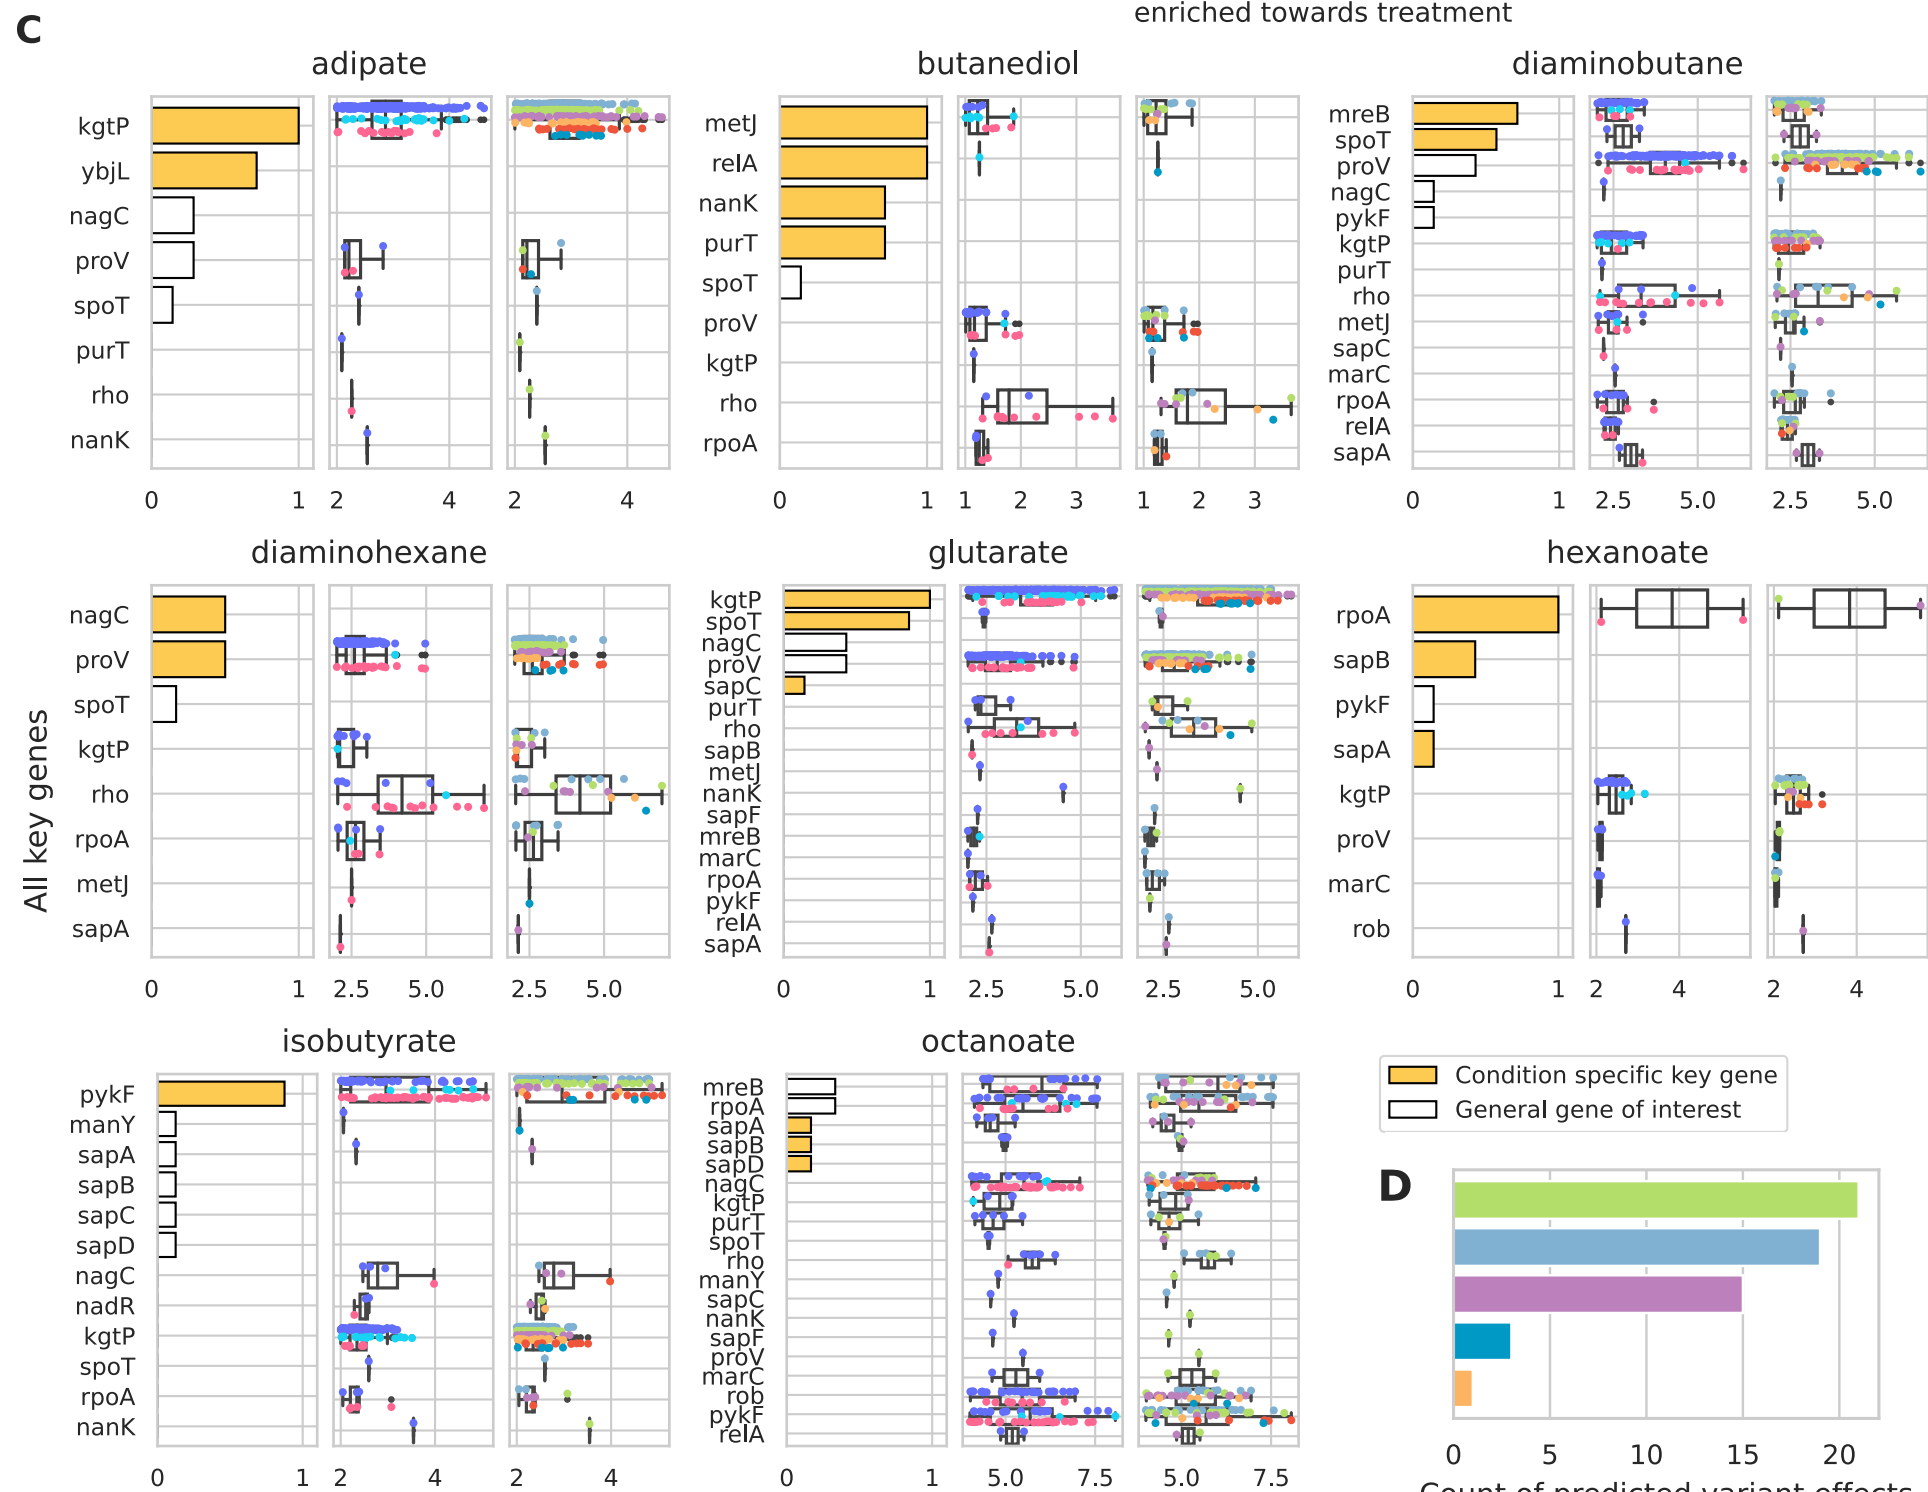 enriched towards treatment
C
adipate
kgtP
ybjL
nagC
proV
spoT
purT
rho
nanK
0 1 2 4 2 4
butanediol
metJ
relA
nanK
purT
spoT
proV
kgtP
rho
rpoA
0 1 1 2 3 1 2 3
diaminobutane
mreB
spoT
proV
nagC
pykF
kgtP
purT
rho
metJ
sapC
marC
rpoA
relA
sapA
0 1 2.5 5.0 2.5 5.0
All key genes
diaminohexane
nagC
proV
spoT
kgtP
rho
rpoA
metJ
sapA
0 1 2.5 5.0 2.5 5.0
glutarate
kgtP
spoT
nagC
proV
sapC
purT
rho
sapB
metJ
nanK
sapF
mreB
marC
rpoA
pykF
relA
sapA
0 1 2.5 5.0 2.5 5.0
hexanoate
rpoA
sapB
pykF
sapA
kgtP
proV
marC
rob
0 1 2 4 2 4
isobutyrate
pykF
manY
sapA
sapB
sapC
sapD
nagC
nadR
kgtP
spoT
rpoA
nanK
0 1 2 4 2 4
octanoate
mreB
rpoA
sapA
sapB
sapD
nagC
kgtP
purT
spoT
rho
manY
sapC
nanK
sapF
proV
marC
rob
pykF
relA
0 1 5.0 7.5 5.0 7.5
Condition specific key gene
General gene of interest
D
0 5 10 15 20
Count of predicted variant effects